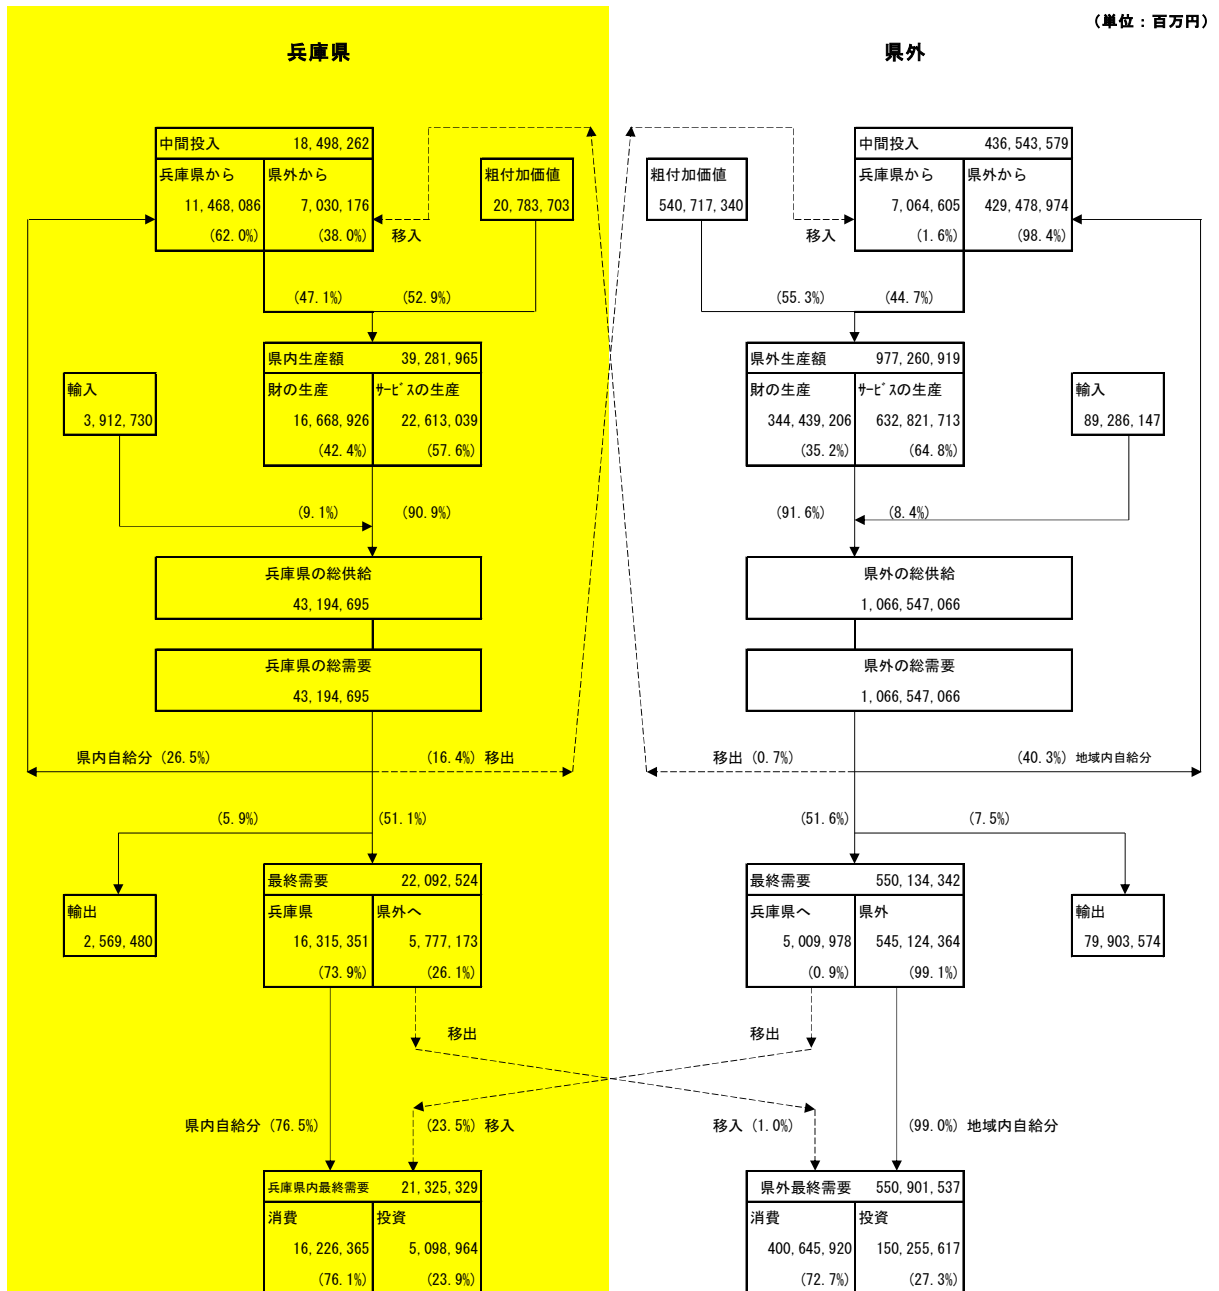 (単位：百万円)
兵庫県
県外
中間投入 18,498,262
兵庫県から 県外から
11,468,086 7,030,176
(62.0%) (38.0%)
移入
粗付加価値
20,783,703
粗付加価値
540,717,340
中間投入 436,543,579
兵庫県から 県外から
7,064,605 429,478,974
(1.6%) (98.4%)
移入
(47.1%) (52.9%)
(55.3%) (44.7%)
県内生産額 39,281,965
財の生産 サービスの生産
16,668,926 22,613,039
(42.4%) (57.6%)
輸入
3,912,730
県外生産額 977,260,919
財の生産 サービスの生産
344,439,206 632,821,713
(35.2%) (64.8%)
輸入
89,286,147
(9.1%) (90.9%)
(91.6%) (8.4%)
兵庫県の総供給
43,194,695
県外の総供給
1,066,547,066
兵庫県の総需要
43,194,695
県外の総需要
1,066,547,066
県内自給分 (26.5%) (16.4%) 移出
移出 (0.7%) (40.3%) 地域内自給分
(5.9%) (51.1%)
(51.6%) (7.5%)
最終需要 22,092,524
兵庫県 県外へ
16,315,351 5,777,173
(73.9%) (26.1%)
輸出
2,569,480
最終需要 550,134,342
兵庫県へ 県外
5,009,978 545,124,364
(0.9%) (99.1%)
輸出
79,903,574
移出
移出
県内自給分 (76.5%) (23.5%) 移入
移入 (1.0%) (99.0%) 地域内自給分
兵庫県内最終需要 21,325,329
消費 投資
16,226,365 5,098,964
(76.1%) (23.9%)
県外最終需要 550,901,537
消費 投資
400,645,920 150,255,617
(72.7%) (27.3%)